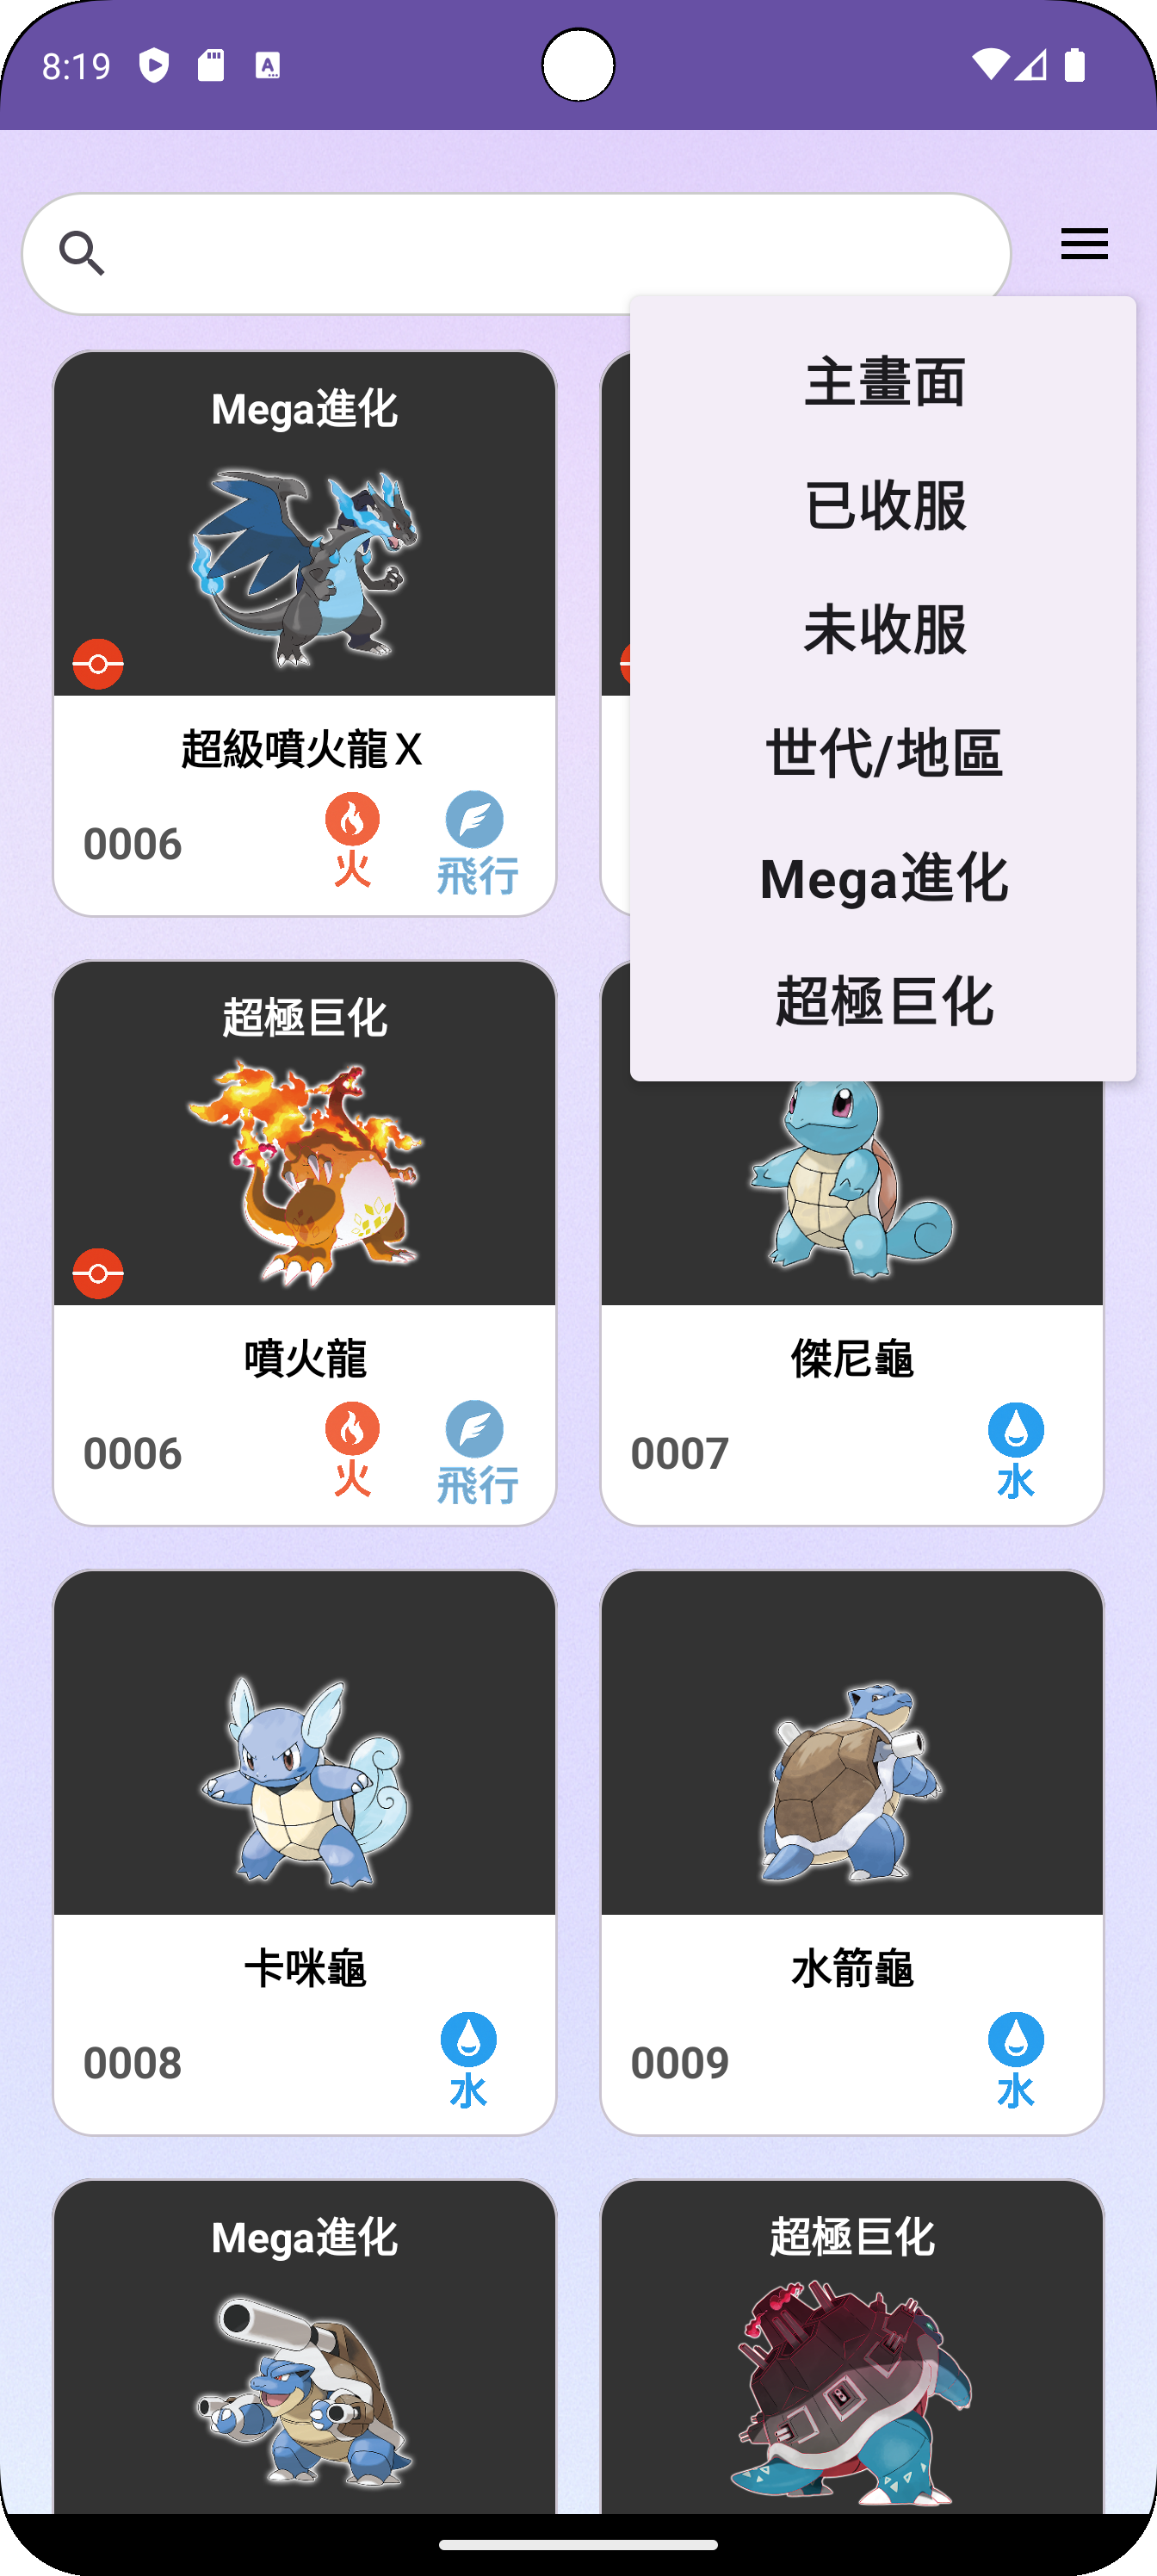 8:19
主畫面
已收服
未收服
世代/地區
Mega進化
超極巨化
Mega進化
超級噴火龍X
0006
火
飛行
超極巨化
噴火龍
0006
火
飛行
傑尼龜
0007
水
卡咪龜
0008
水
水箭龜
0009
水
Mega進化
超極巨化